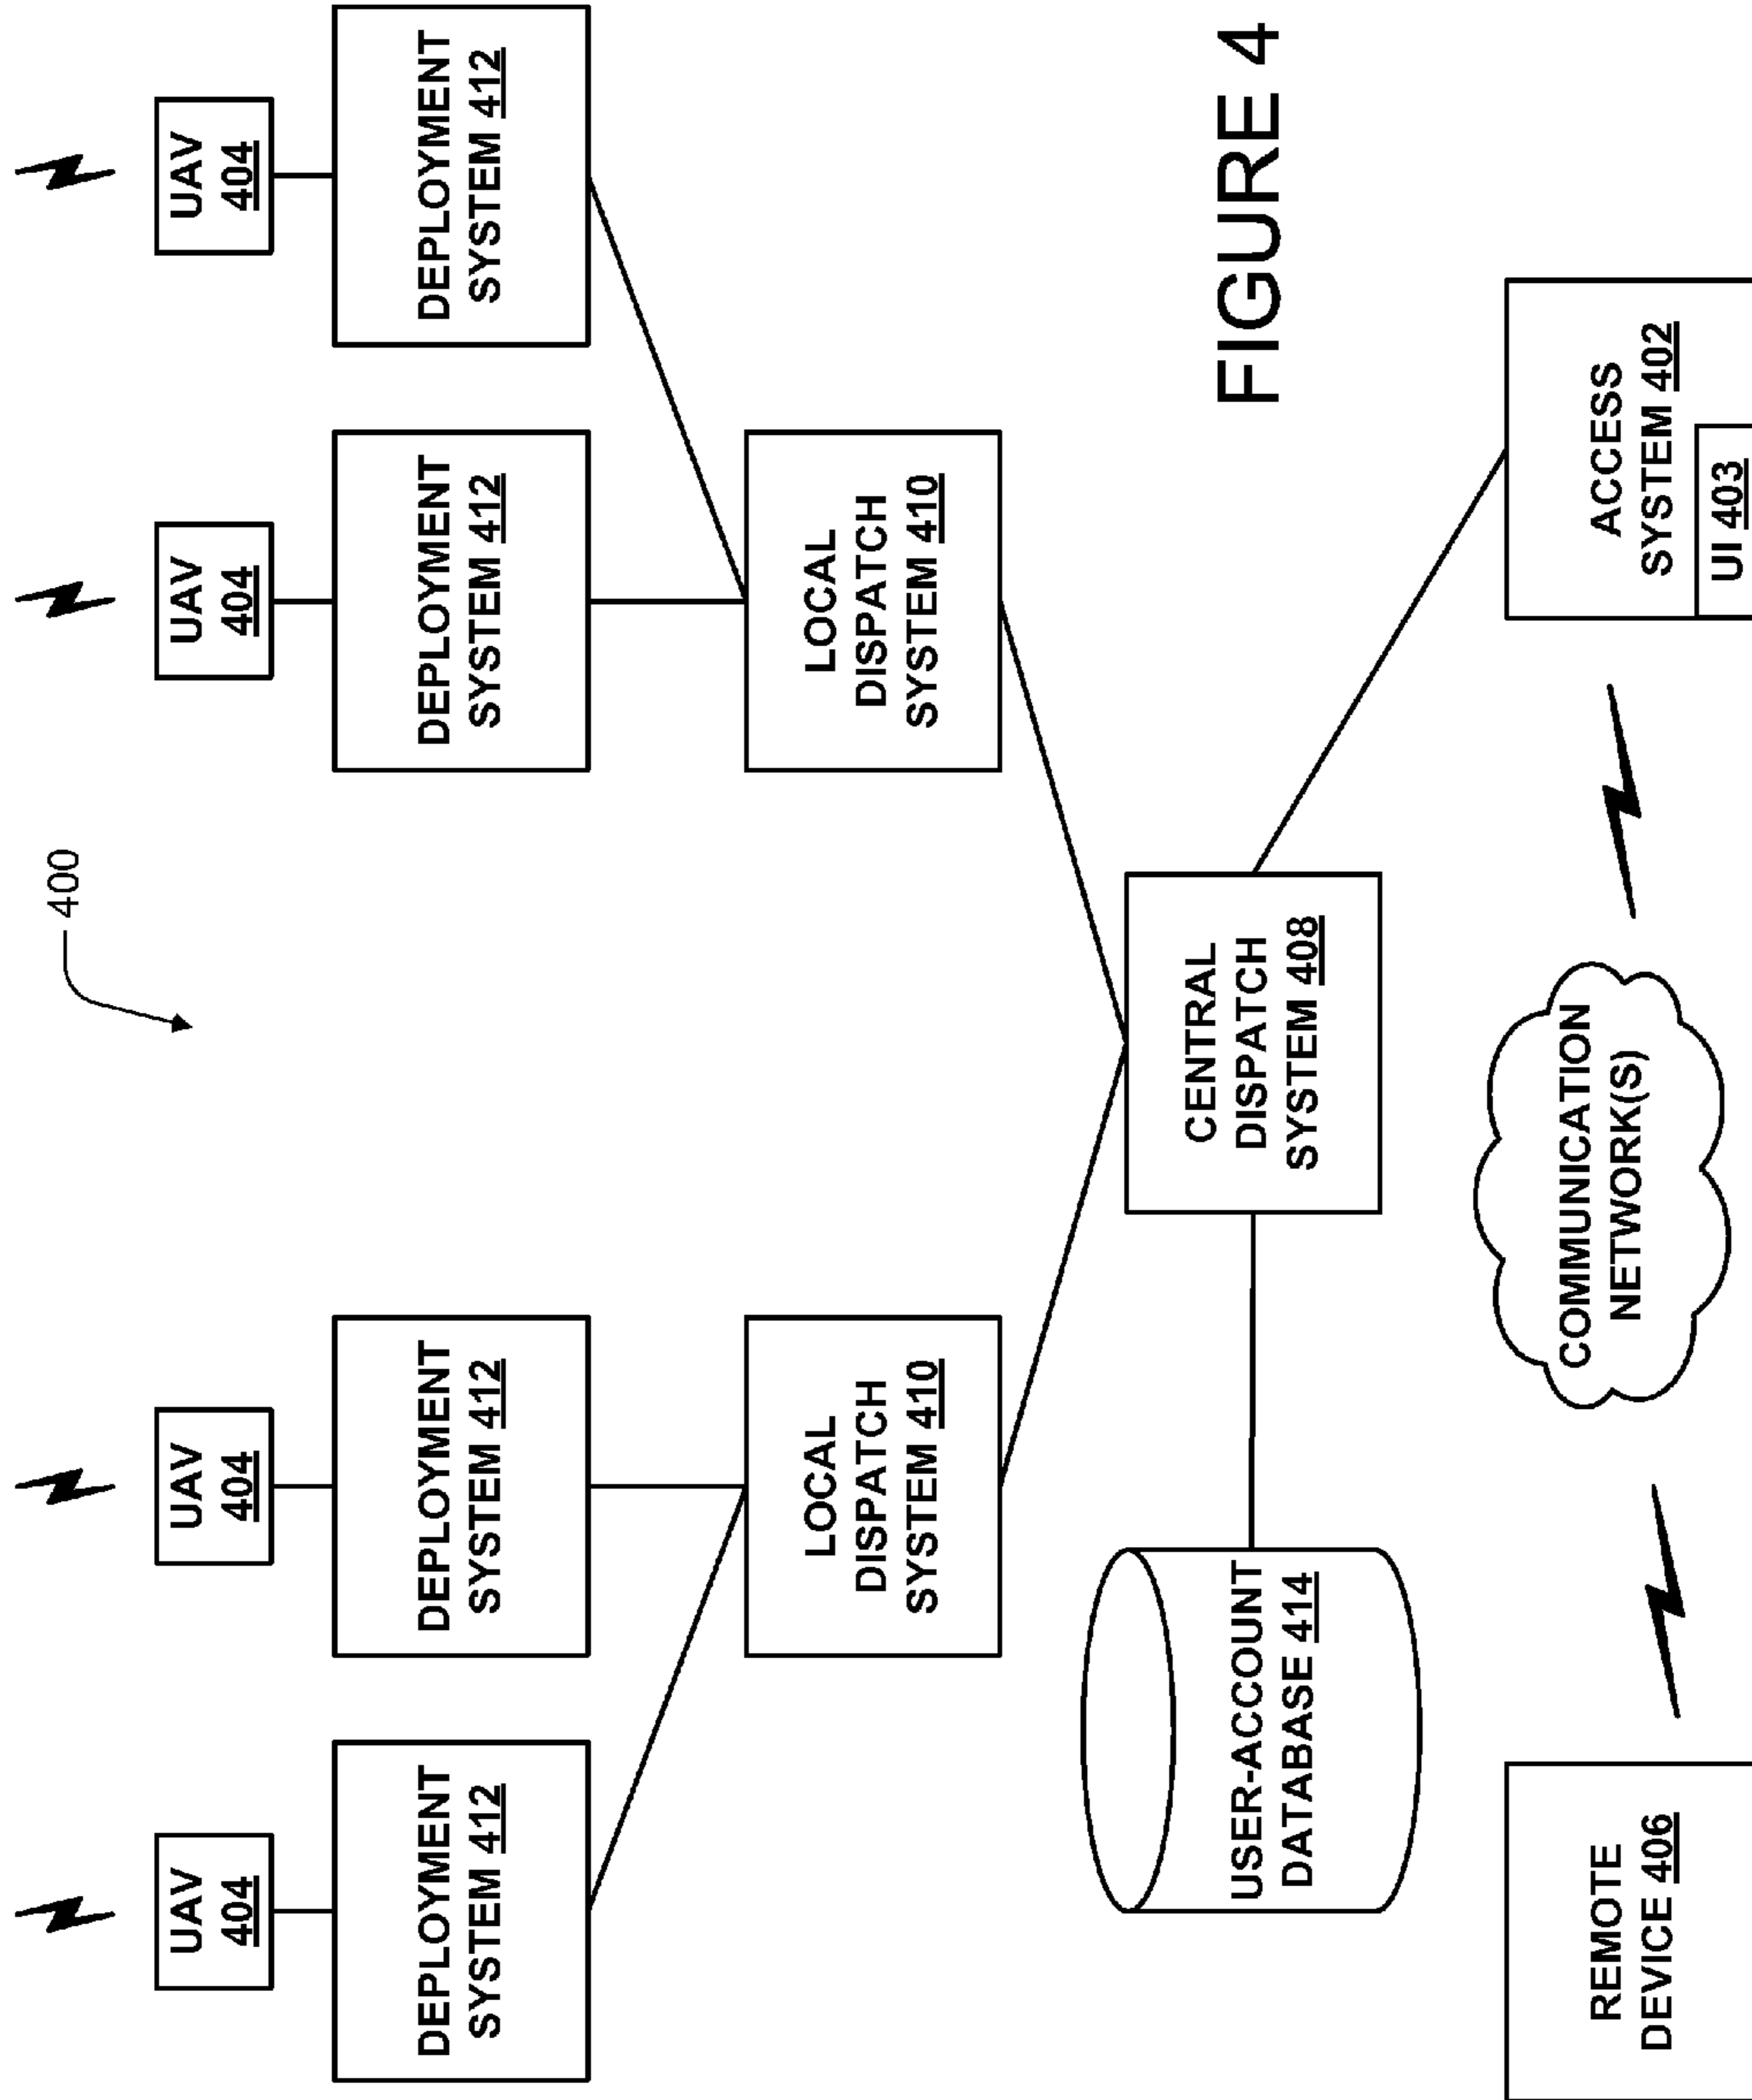 400
UAV
404
UAV
404
UAV
404
UAV
404
DEPLOYMENT
SYSTEM 412
DEPLOYMENT
SYSTEM 412
DEPLOYMENT
SYSTEM 412
DEPLOYMENT
SYSTEM 412
LOCAL
DISPATCH
SYSTEM 410
LOCAL
DISPATCH
SYSTEM 410
USER-ACCOUNT
DATABASE 414
CENTRAL
DISPATCH
SYSTEM 408
FIGURE 4
REMOTE
DEVICE 406
COMMUNICATION
NETWORK(S)
ACCESS
SYSTEM 402
UI 403